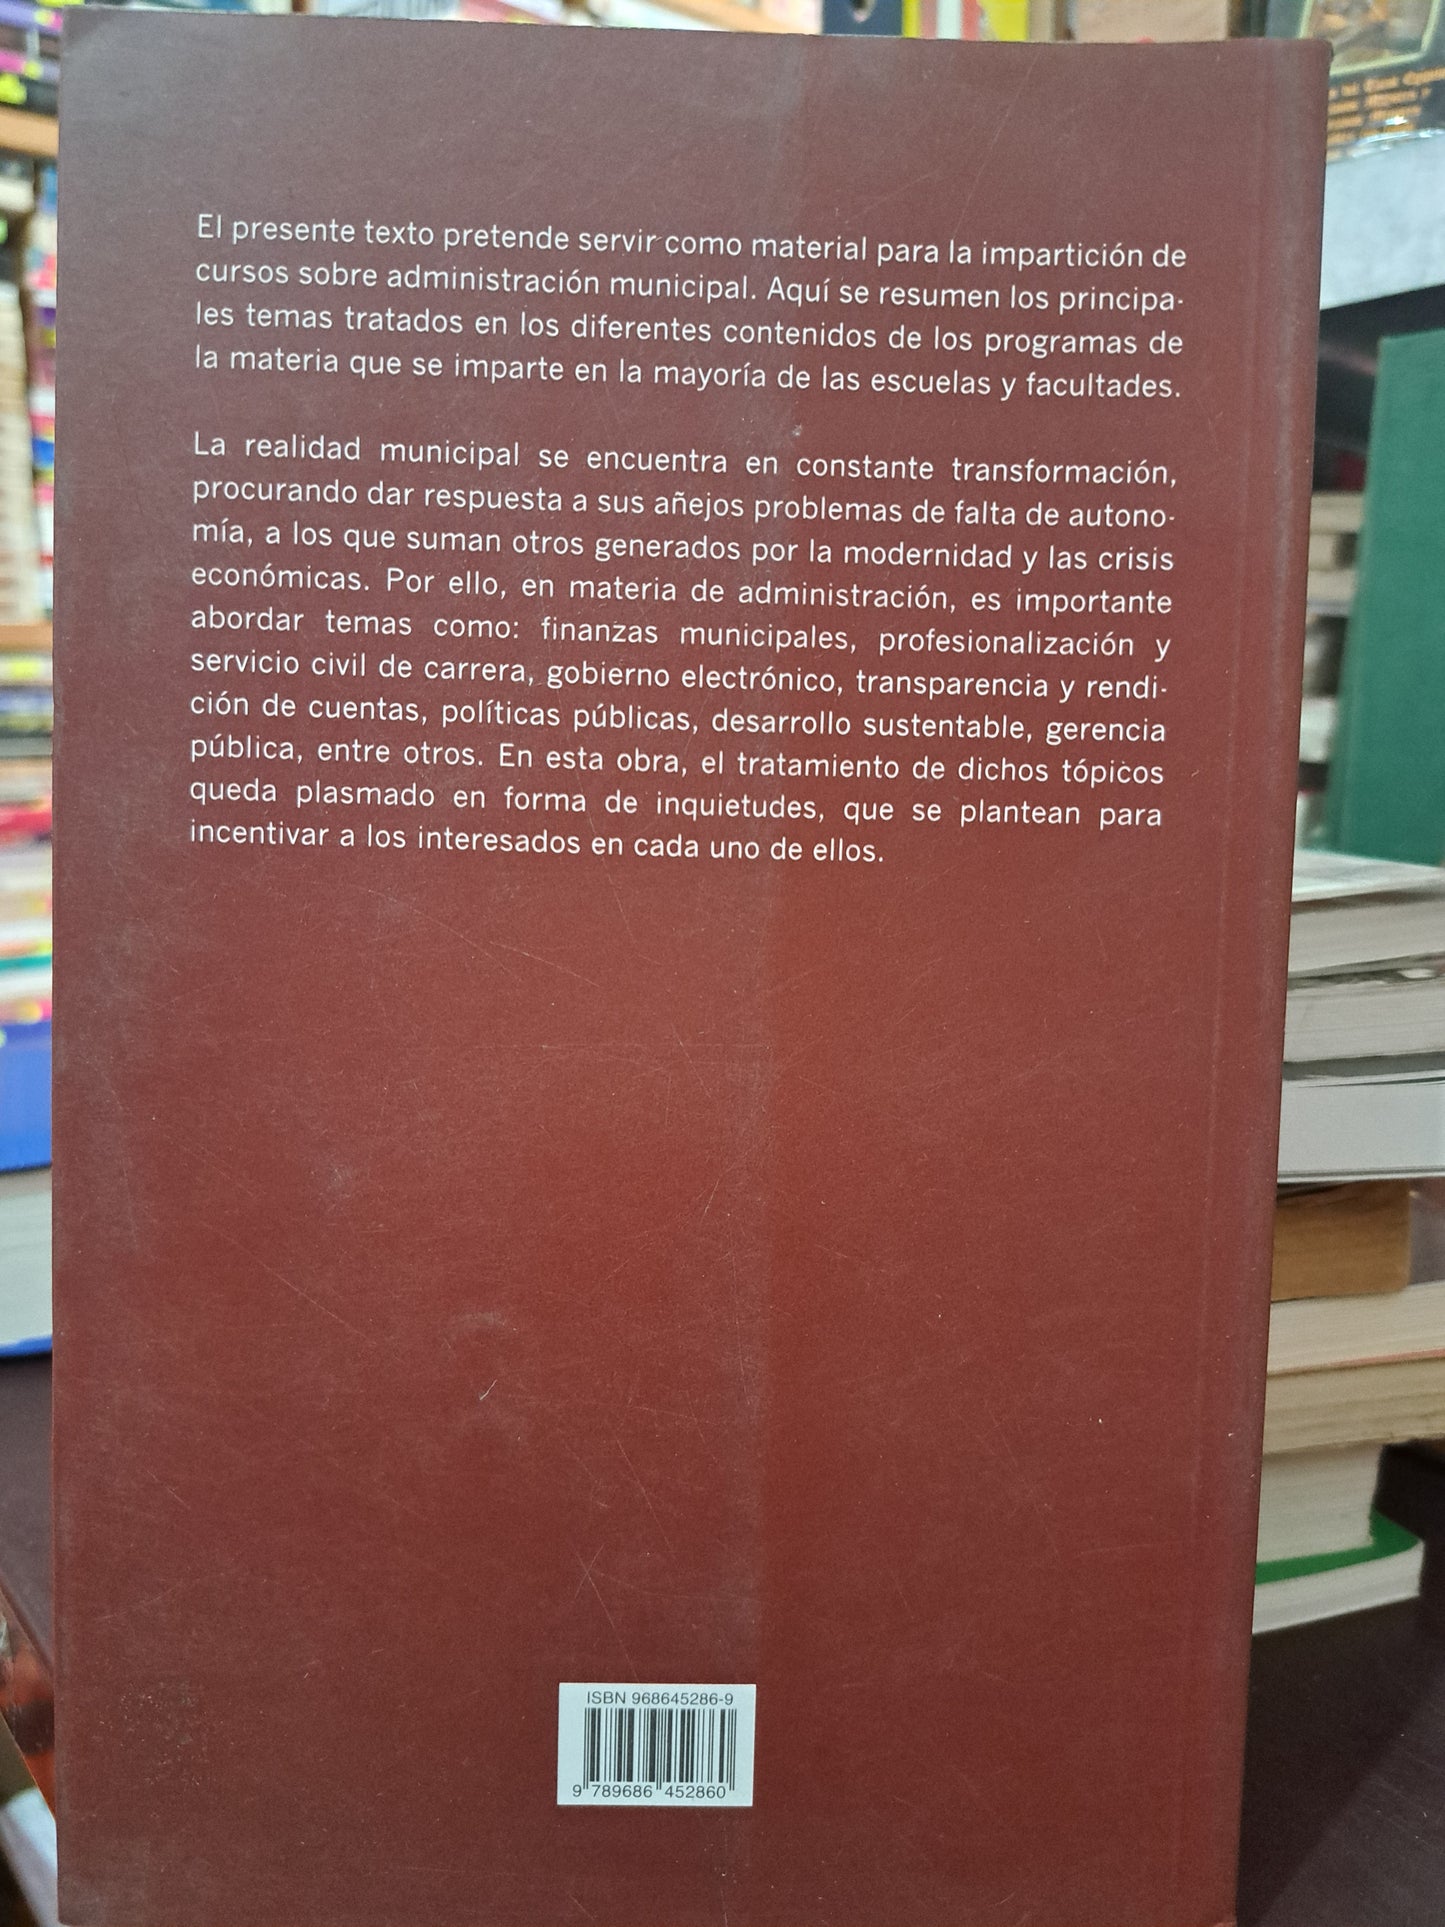 El presente texto pretende servir como material para la impartición de
cursos sobre administración municipal. Aquí se resumen los principa-
les temas tratados en los diferentes contenidos de los programas de
la materia que se imparte en la mayoría de las escuelas y facultades.
La realidad municipal se encuentra en constante transformación,
procurando dar respuesta a sus añejos problemas de falta de autono-
mía, a los que suman otros generados por la modernidad y las crisis
económicas. Por ello, en materia de administración, es importante
abordar temas como: finanzas municipales, profesionalización y
servicio civil de carrera, gobierno electrónico, transparencia y rendi-
ción de cuentas, políticas públicas, desarrollo sustentable, gerencia
pública, entre otros. En esta obra, el tratamiento de dichos tópicos
queda plasmado en forma de inquietudes, que se plantean para
incentivar a los interesados en cada uno de ellos.
ISBN 968645286-9
9 789686 452860